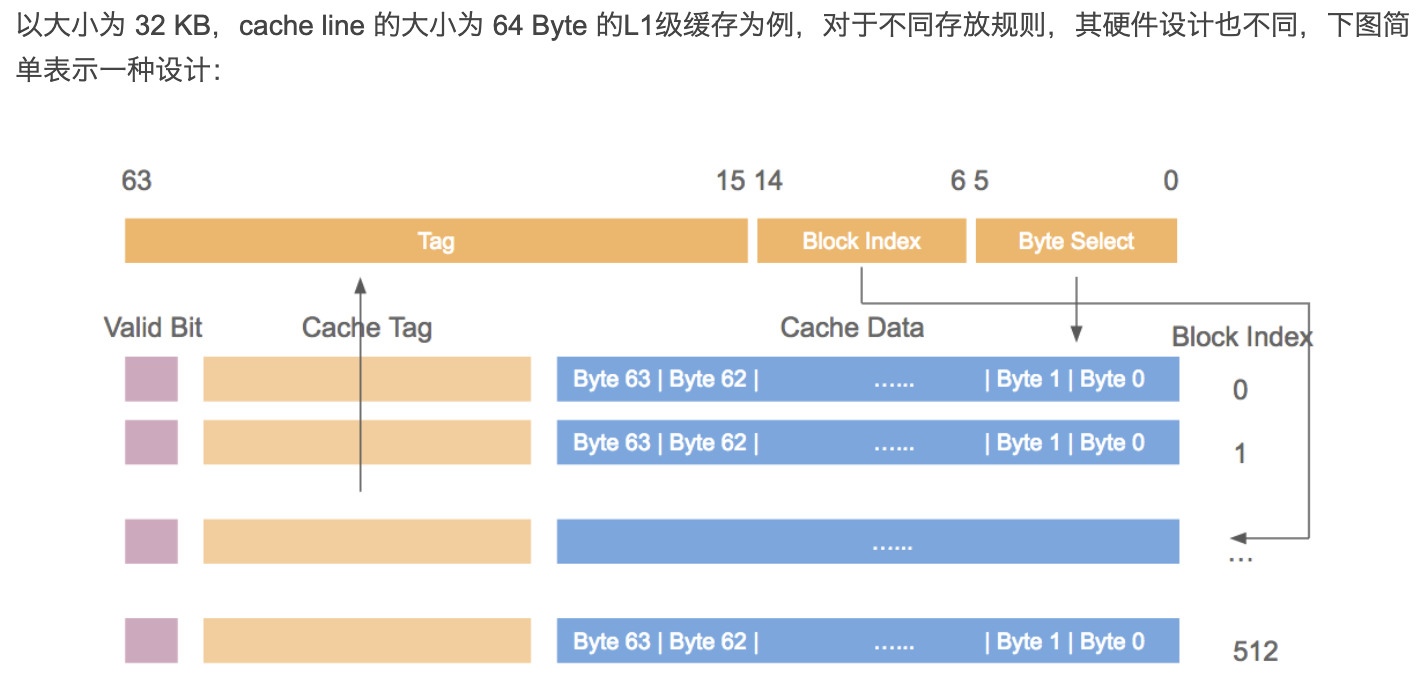 以大小为 32 KB，cache line 的大小为 64 Byte 的L1级缓存为例，对于不同存放规则，其硬件设计也不同，下图简
单表示一种设计：
63 15 14 6 5 0
Tag Block Index Byte Select
Valid Bit Cache Tag Cache Data Block Index
Byte 63 | Byte 62 | ...... | Byte 1 | Byte 0 0
Byte 63 | Byte 62 | ...... | Byte 1 | Byte 0 1
...... ...
Byte 63 | Byte 62 | ...... | Byte 1 | Byte 0 512